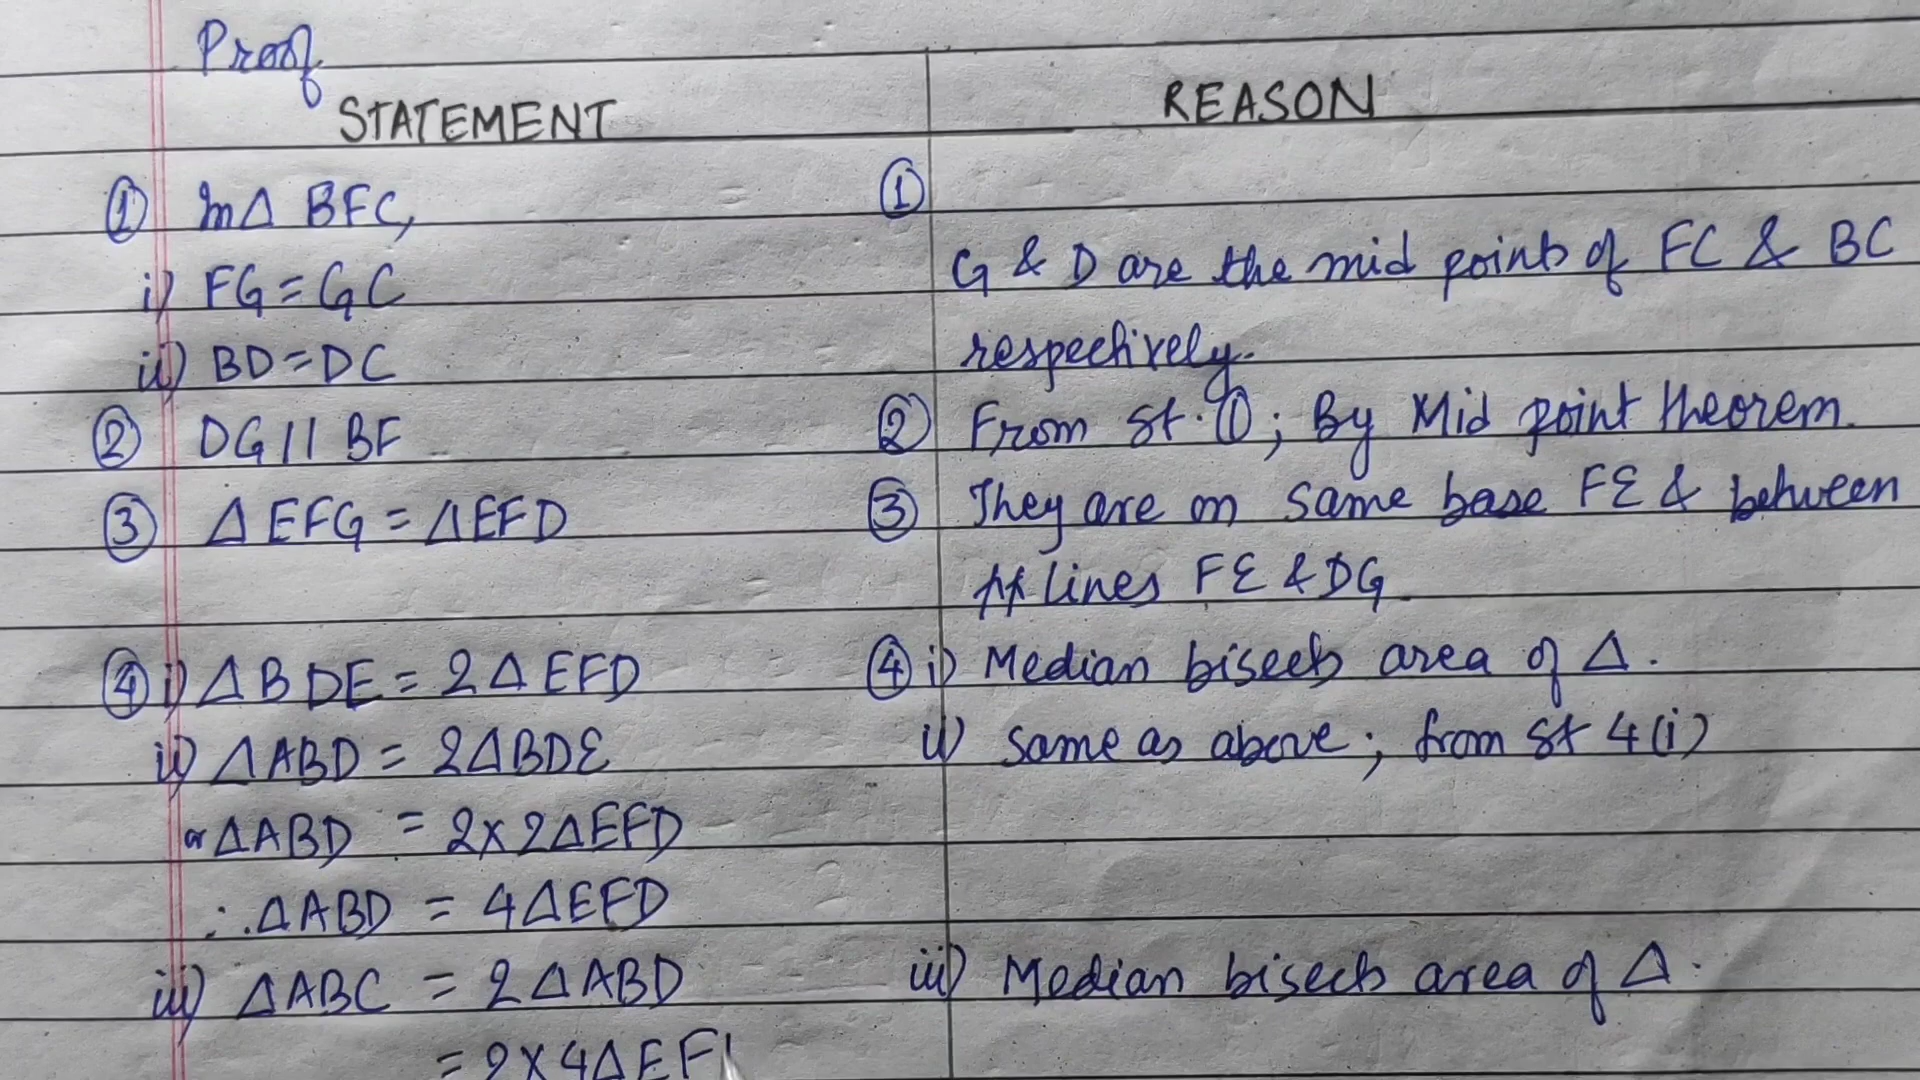 Proof
STATEMENT REASON
① In Δ BFC, ①
i) FG = GC G & D are the mid points of FC & BC
ii) BD = DC respectively.
② DG || BF ② From st. ①; By Mid point theorem.
③ Δ EFG = Δ EFD ③ They are on same base FE & between
lines FE & DG
④ i) Δ BDE = 2 Δ EFD ④ i) Median bisects area of Δ.
ii) Δ ABD = 2 Δ BDE ii) Same as above; from st 4(i)
or Δ ABD = 2 x 2 Δ EFD
∴ Δ ABD = 4 Δ EFD
iii) Δ ABC = 2 Δ ABD iii) Median bisects area of Δ.
= 2 x 4 Δ EF